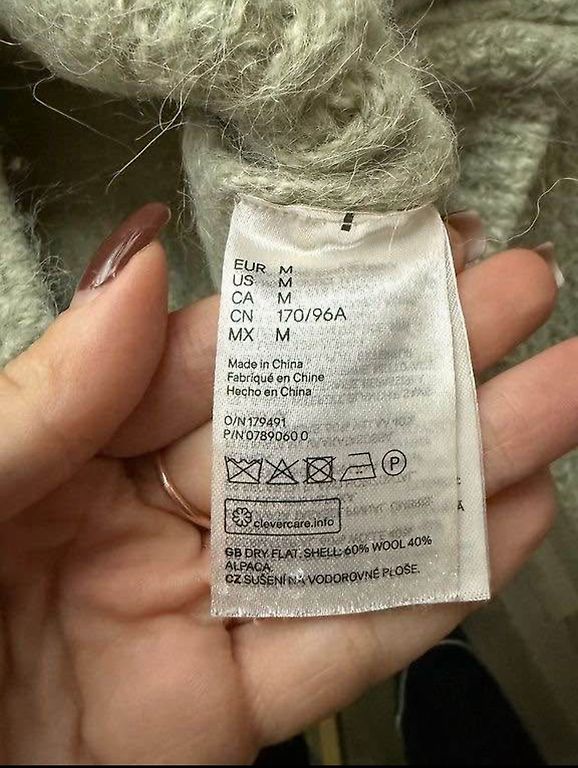 EUR M
US M
CA M
CN 170/96A
MX M
Made in China
Fabriqué en Chine
Hecho en China
O/N 179491
P/N 0789060 0
P
clevercare.info
GB DRY FLAT. SHELL: 60% WOOL 40%
ALPACA.
CZ SUŠENÍ NA VODOROVNÉ PLOŠE.